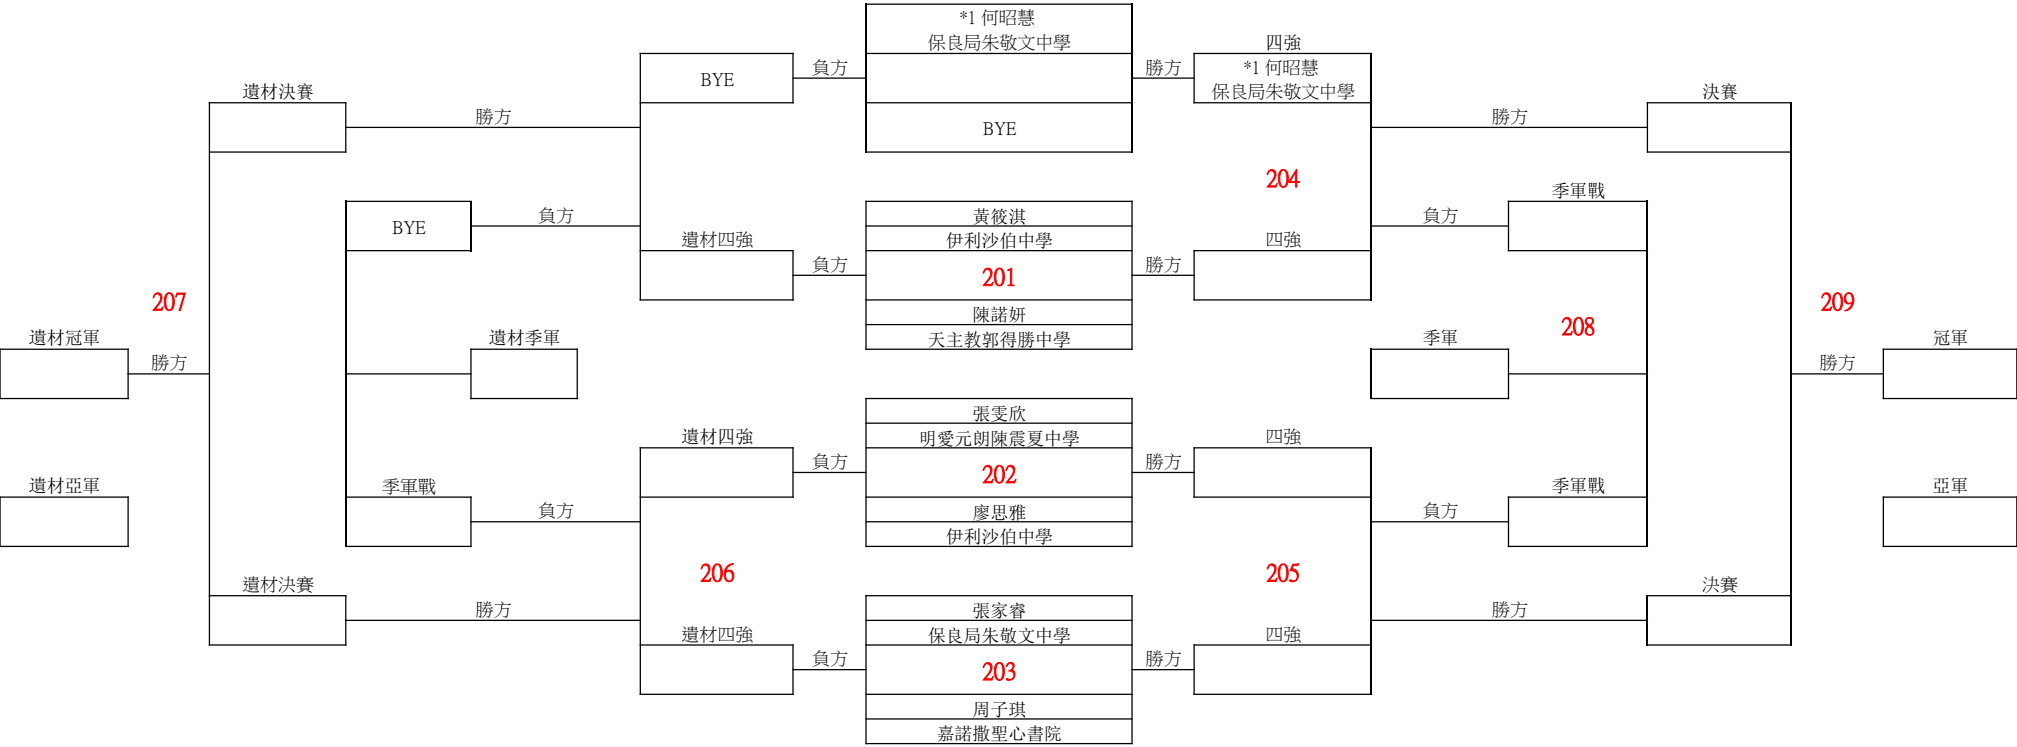 *1 何昭慧
保良局朱敬文中學
四強
BYE
負方
勝方
*1 何昭慧
保良局朱敬文中學
遺材決賽
決賽
勝方
BYE
勝方
204
季軍戰
BYE
負方
黃筱淇
負方
遺材四強
伊利沙伯中學
四強
負方
201
勝方
207
209
陳諾妍
208
遺材冠軍
遺材季軍
天主教郭得勝中學
季軍
冠軍
勝方
勝方
張雯欣
遺材四強
明愛元朗陳震夏中學
四強
負方
202
勝方
遺材亞軍
季軍戰
季軍戰
亞軍
負方
廖思雅
負方
伊利沙伯中學
206
205
遺材決賽
決賽
勝方
張家睿
勝方
遺材四強
保良局朱敬文中學
四強
負方
203
勝方
周子琪
嘉諾撒聖心書院